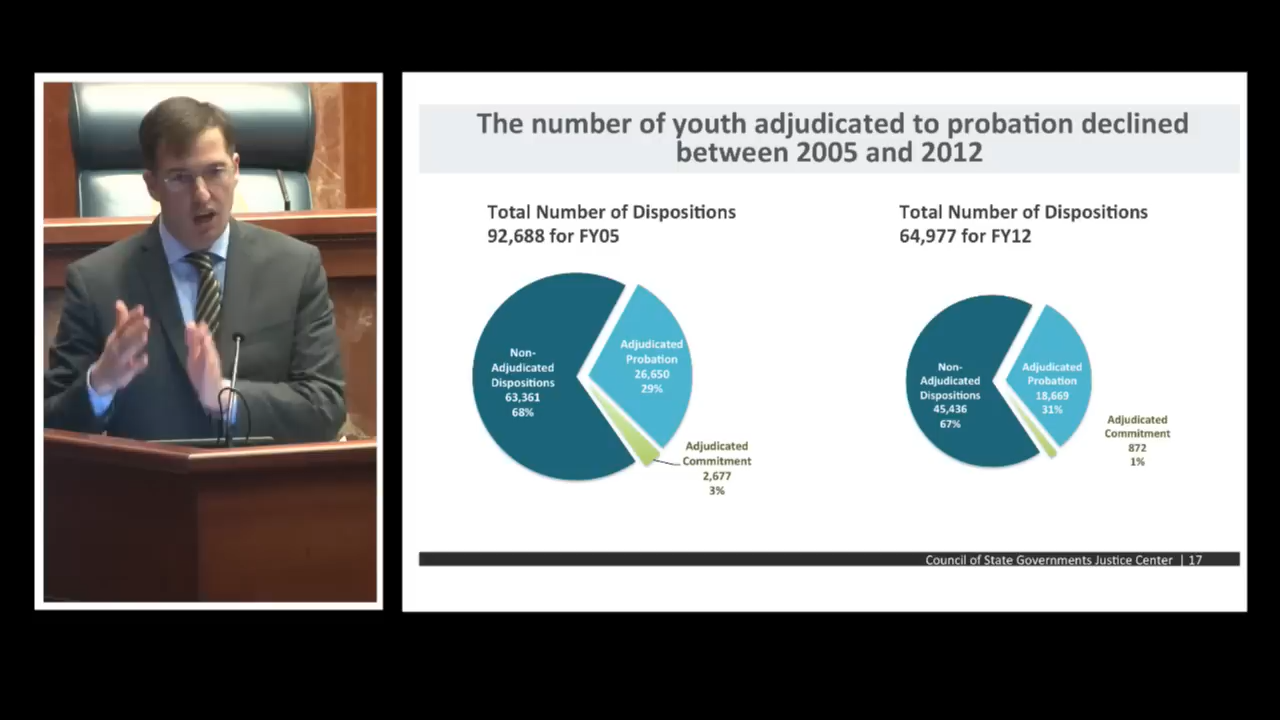 The number of youth adjudicated to probation declined
between 2005 and 2012
Total Number of Dispositions
92,688 for FY05
Non-
Adjudicated
Dispositions
63,361
68%
Adjudicated
Probation
26,650
29%
Adjudicated
Commitment
2,677
3%
Total Number of Dispositions
64,977 for FY12
Non-
Adjudicated
Dispositions
45,436
67%
Adjudicated
Probation
18,669
31%
Adjudicated
Commitment
872
1%
Council of State Governments Justice Center | 17